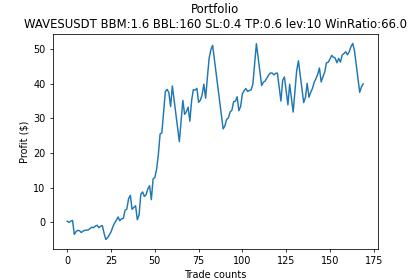 Portfolio
WAVESUSDT BBM:1.6 BBL:160 SL:0.4 TP:0.6 lev:10 WinRatio:66.0
Profit ($)
50
40
30
20
10
0
0 25 50 75 100 125 150 175
Trade counts